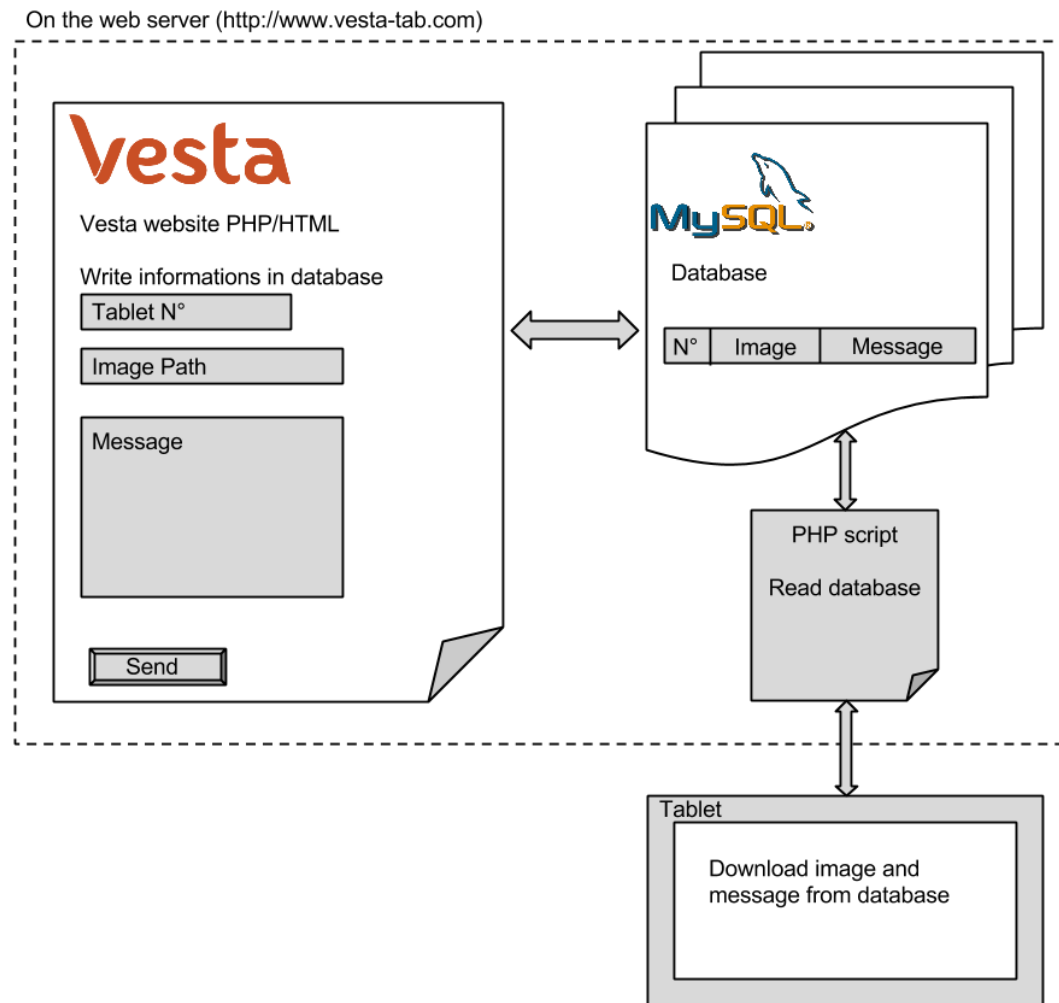 On the web server (http://www.vesta-tab.com)
Vesta
Vesta website PHP/HTML
Write informations in database
Tablet N°
Image Path
Message
Send
MySQL.
Database
N° Image Message
PHP script
Read database
Tablet
Download image and
message from database